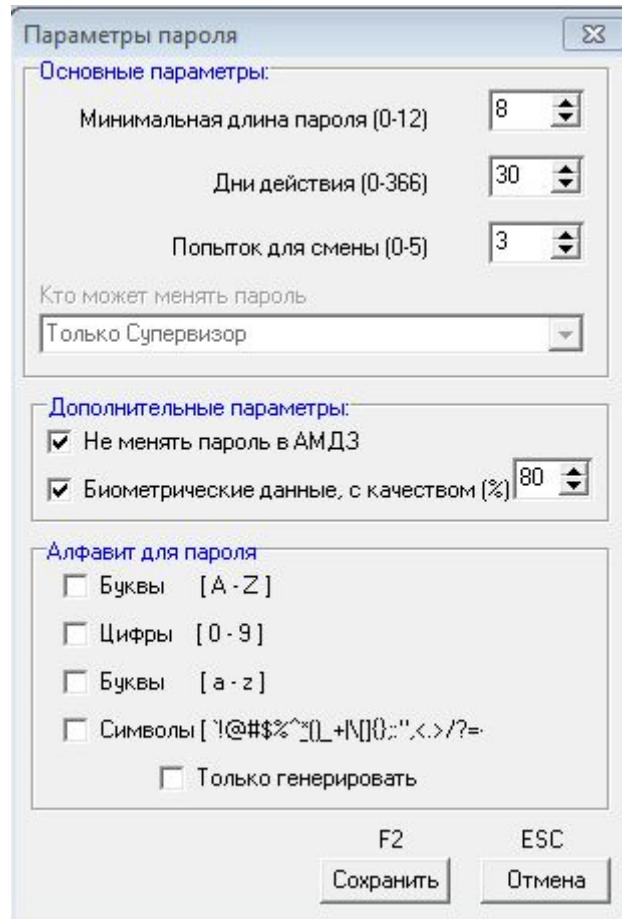 Параметры пароля
Основные параметры:
Минимальная длина пароля (0-12) 8
Дни действия (0-366) 30
Попыток для смены (0-5) 3
Кто может менять пароль
Только Супервизор
Дополнительные параметры:
Не менять пароль в АМДЗ
Биометрические данные, с качеством (%) 80
Алфавит для пароля
Буквы [ A - Z ]
Цифры [ 0 - 9 ]
Буквы [ a - z ]
Символы [ `!@#$%^*()_+|\[]{};:'',<.>/?=-
Только генерировать
F2 ESC
Сохранить Отмена